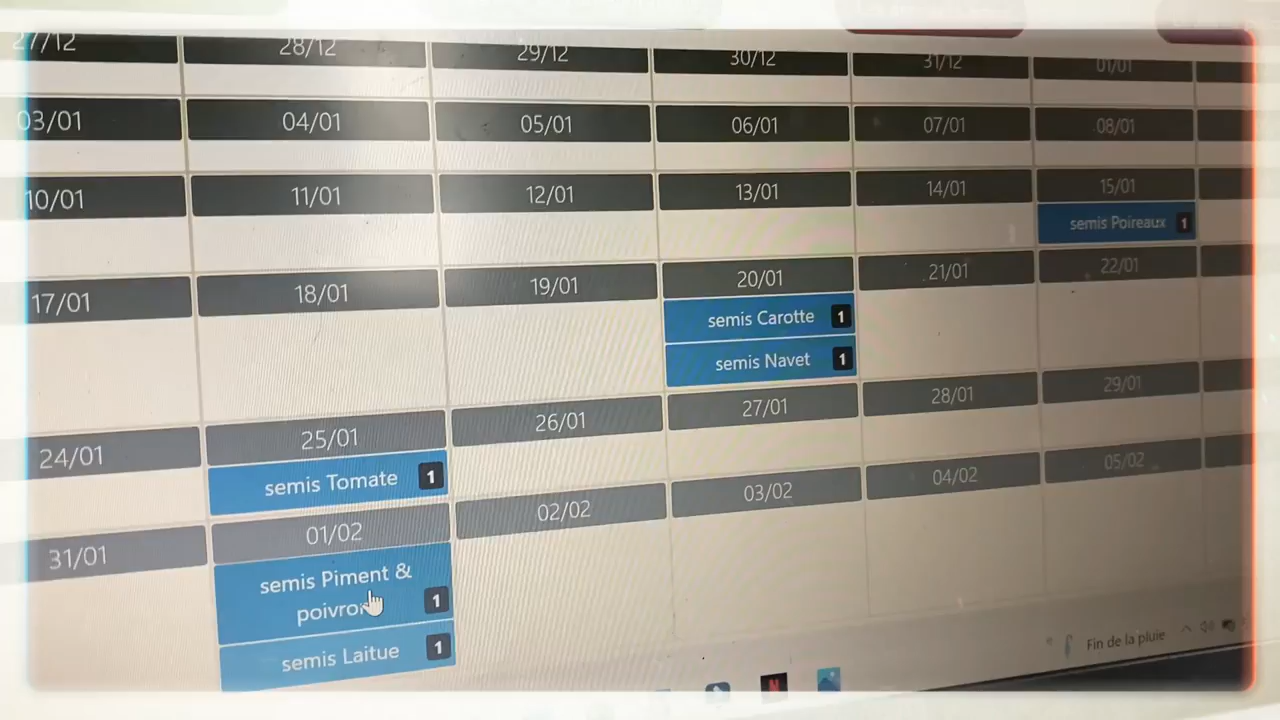 27/12 28/12 29/12 30/12 31/12 01/01
03/01 04/01 05/01 06/01 07/01 08/01
10/01 11/01 12/01 13/01 14/01 15/01
semis Poireaux 1
17/01 18/01 19/01 20/01 21/01 22/01
semis Carotte 1
semis Navet 1
24/01 25/01 26/01 27/01 28/01 29/01
semis Tomate 1
31/01 01/02 02/02 03/02 04/02 05/02
semis Piment &
1
semis Laitue 1
Fin de la pluie